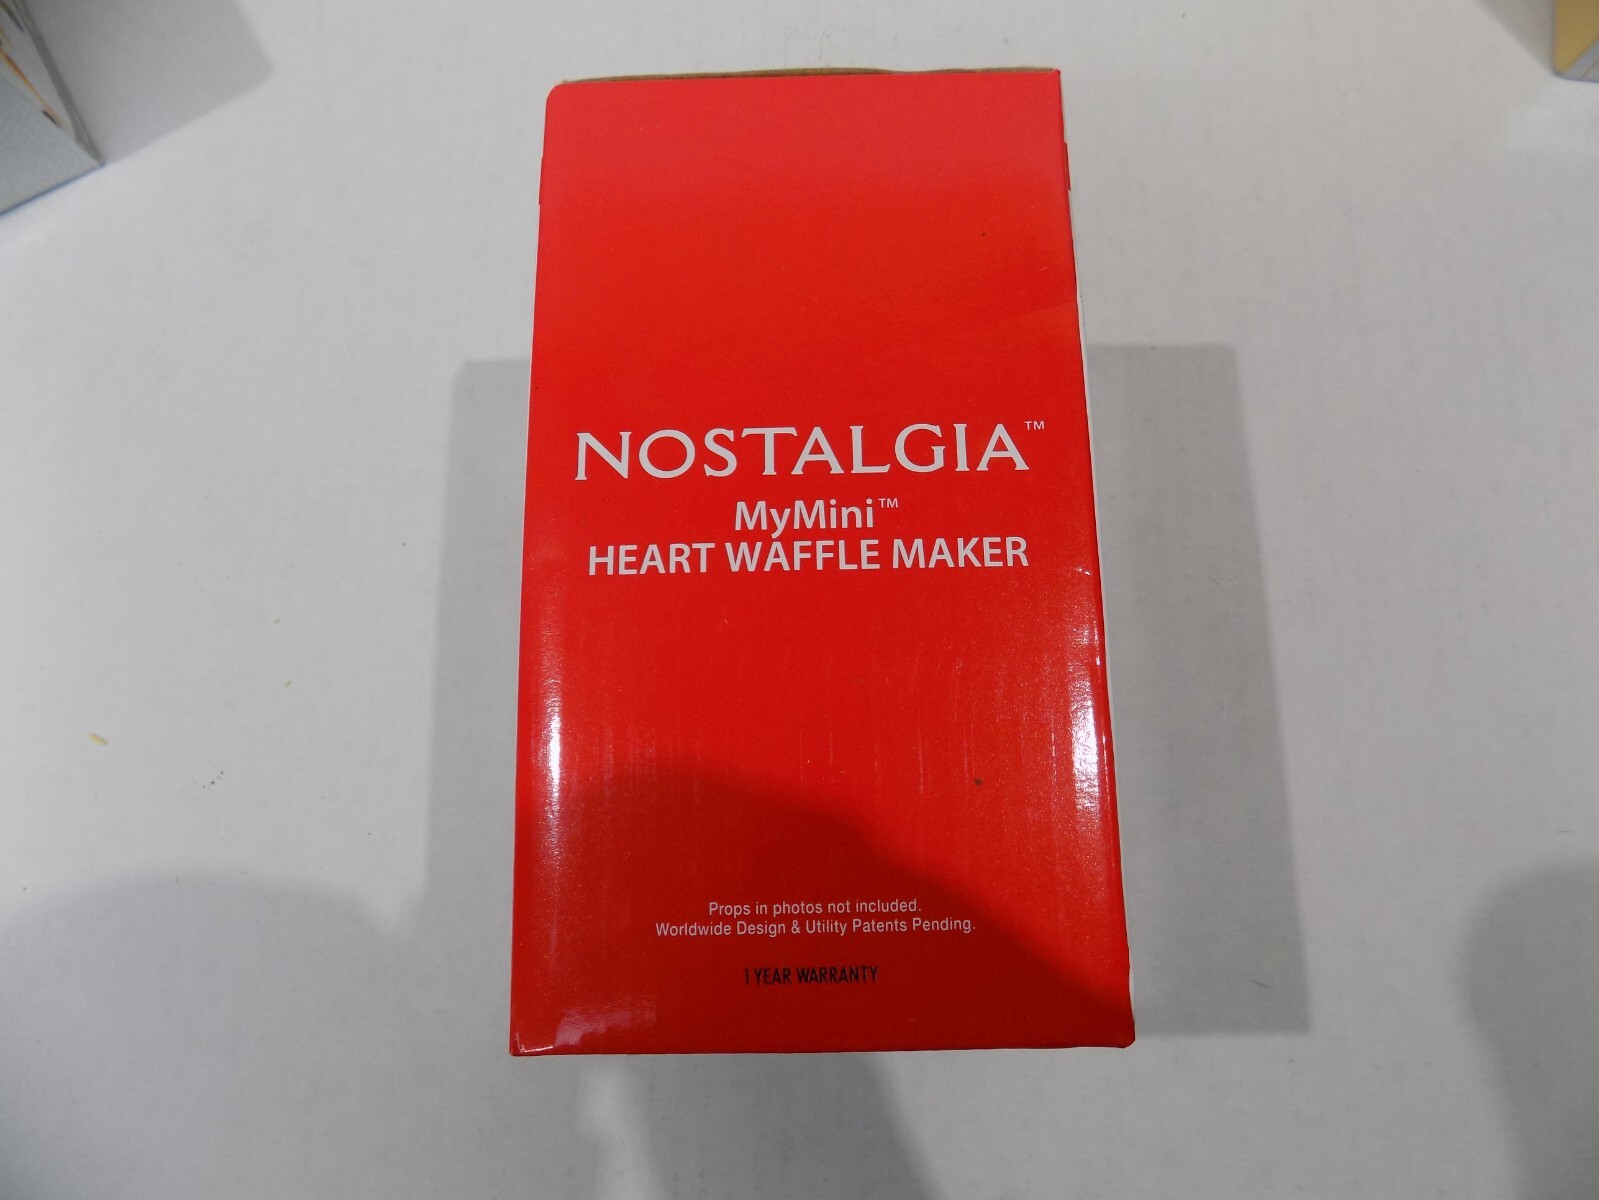 NOSTALGIA™
MyMini™
HEART WAFFLE MAKER
Props in photos not included.
Worldwide Design & Utility Patents Pending.
1 YEAR WARRANTY